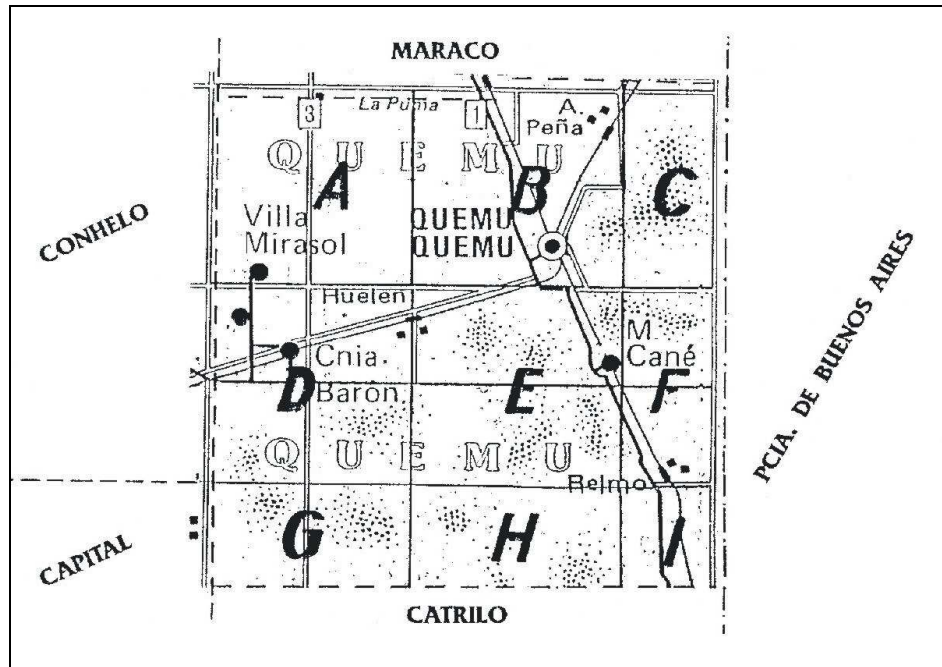 MARACO
La Puma
3
1
A.
Peña
Q U E M U
A
B
C
CONHELO
Villa
Mirasol
QUEMU
QUEMU
PCIA. DE BUENOS AIRES
Huelen
M
Cané
Cnia.
Baron
D
E
F
Q U E M U
Relmo
CAPITAL
G
H
I
CATRILO